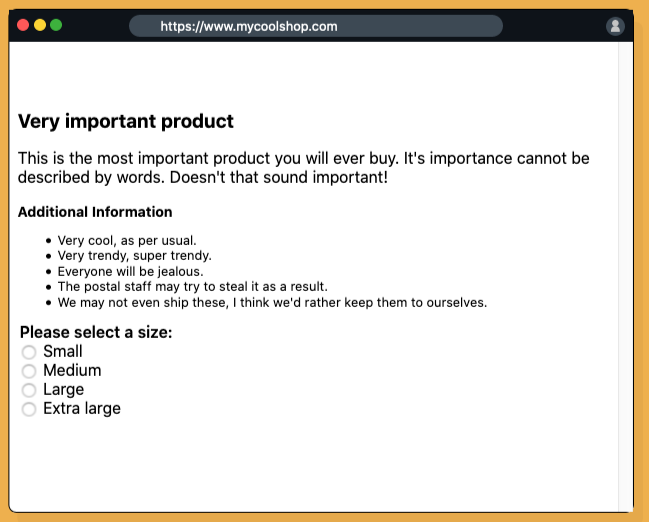 https://www.mycoolshop.com
Very important product
This is the most important product you will ever buy. It's importance cannot be
described by words. Doesn't that sound important!
Additional Information
• Very cool, as per usual.
• Very trendy, super trendy.
• Everyone will be jealous.
• The postal staff may try to steal it as a result.
• We may not even ship these, I think we'd rather keep them to ourselves.
Please select a size:
Small
Medium
Large
Extra large